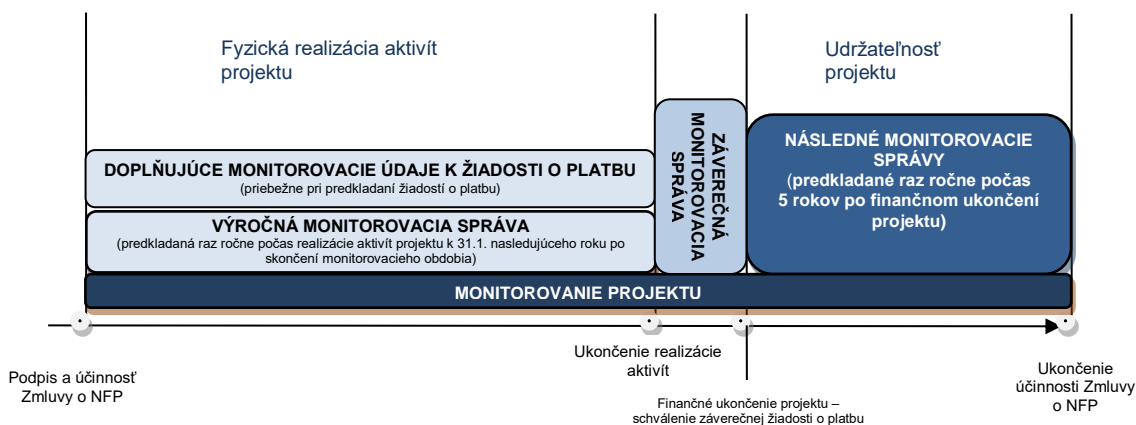 Fyzická realizácia aktivít
projektu
Udržateľnosť
projektu
DOPLŇUJÚCE MONITOROVACIE ÚDAJE K ŽIADOSTI O PLATBU
(priebežne pri predkladaní žiadostí o platbu)
VÝROČNÁ MONITOROVACIA SPRÁVA
(predkladaná raz ročne počas realizácie aktivít projektu k 31.1. nasledujúceho roku po
skončení monitorovacieho obdobia)
ZÁVEREČNÁ
MONITOROVACIA
SPRÁVA
NÁSLEDNÉ MONITOROVACIE
SPRÁVY
(predkladané raz ročne počas
5 rokov po finančnom ukončení
projektu)
MONITOROVANIE PROJEKTU
Podpis a účinnosť
Zmluvy o NFP
Ukončenie realizácie
aktivít
Finančné ukončenie projektu –
schválenie záverečnej žiadosti o platbu
Ukončenie
účinnosti Zmluvy
o NFP